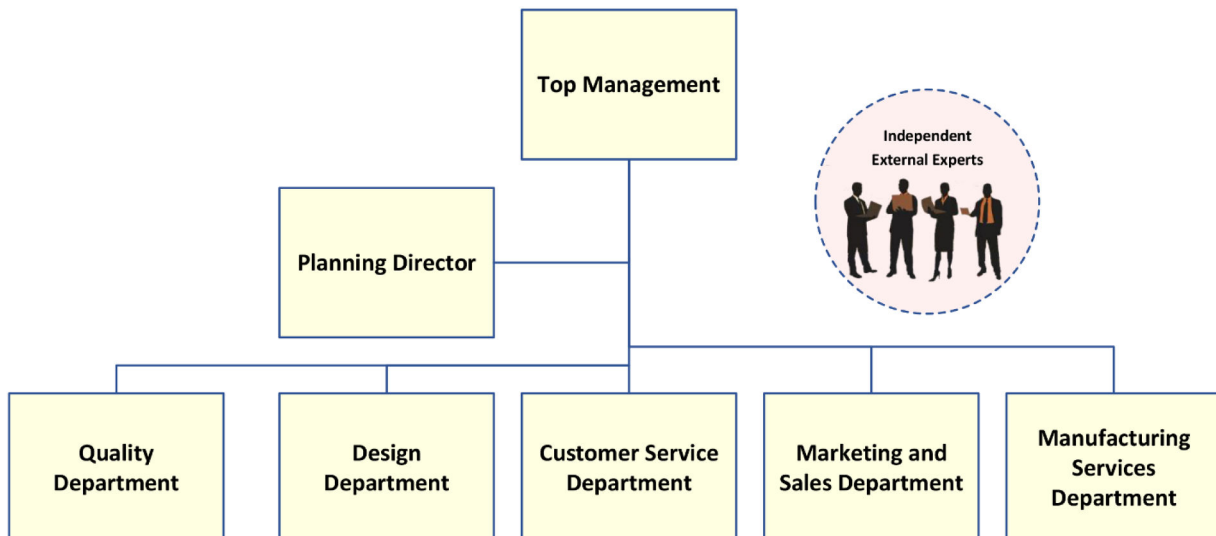 Top Management
Independent
External Experts
Planning Director
Quality
Department
Design
Department
Customer Service
Department
Marketing and
Sales Department
Manufacturing
Services
Department